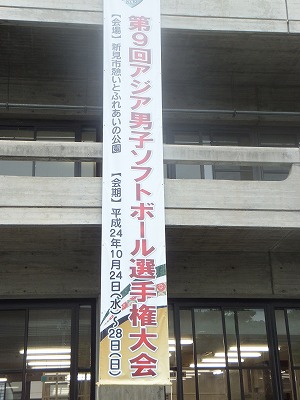 第9回アジア男子ソフトボール選手権大会
【会場】新見市憩いとふれあいの公園　【会期】平成24年10月24日(水)～28日(日)